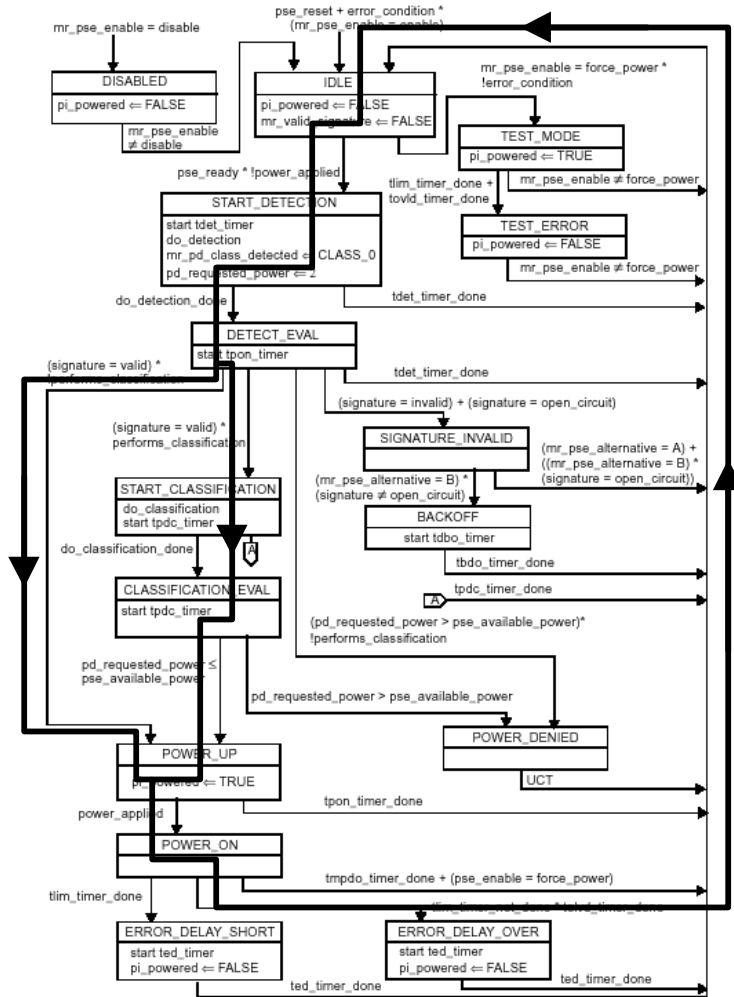 pse_reset + error_condition *
(mr_pse_enable = enable)
mr_pse_enable = disable
DISABLED
pi_powered ⇐ FALSE
mr_pse_enable
≠ disable
IDLE
pi_powered ⇐ FALSE
mr_valid_signature ⇐ FALSE
mr_pse_enable = force_power *
!error_condition
TEST_MODE
pi_powered ⇐ TRUE
mr_pse_enable ≠ force_power
tlim_timer_done +
tovld_timer_done
TEST_ERROR
pi_powered ⇐ FALSE
mr_pse_enable ≠ force_power
pse_ready * !power_applied
START_DETECTION
start tdet_timer
do_detection
mr_pd_class_detected ⇐ CLASS_0
pd_requested_power ⇐ 2
do_detection_done
tdet_timer_done
DETECT_EVAL
start tpon_timer
tdet_timer_done
(signature = valid) *
!performs_classification
(signature = valid) *
performs_classification
(signature = invalid) + (signature = open_circuit)
SIGNATURE_INVALID
(mr_pse_alternative = A) +
((mr_pse_alternative = B) *
(signature = open_circuit))
(mr_pse_alternative = B) *
(signature ≠ open_circuit)
BACKOFF
start tdbo_timer
tbdo_timer_done
START_CLASSIFICATION
do_classification
start tpdc_timer
A
do_classification_done
CLASSIFICATION_EVAL
start tpdc_timer
A
tpdc_timer_done
(pd_requested_power > pse_available_power)*
!performs_classification
pd_requested_power ≤
pse_available_power
pd_requested_power > pse_available_power
POWER_DENIED
UCT
POWER_UP
pi_powered ⇐ TRUE
tpon_timer_done
power_applied
POWER_ON
tmpdo_timer_done + (pse_enable = force_power)
tlim_timer_done
ERROR_DELAY_SHORT
start ted_timer
pi_powered ⇐ FALSE
ted_timer_done
ERROR_DELAY_OVER
start ted_timer
pi_powered ⇐ FALSE
ted_timer_done